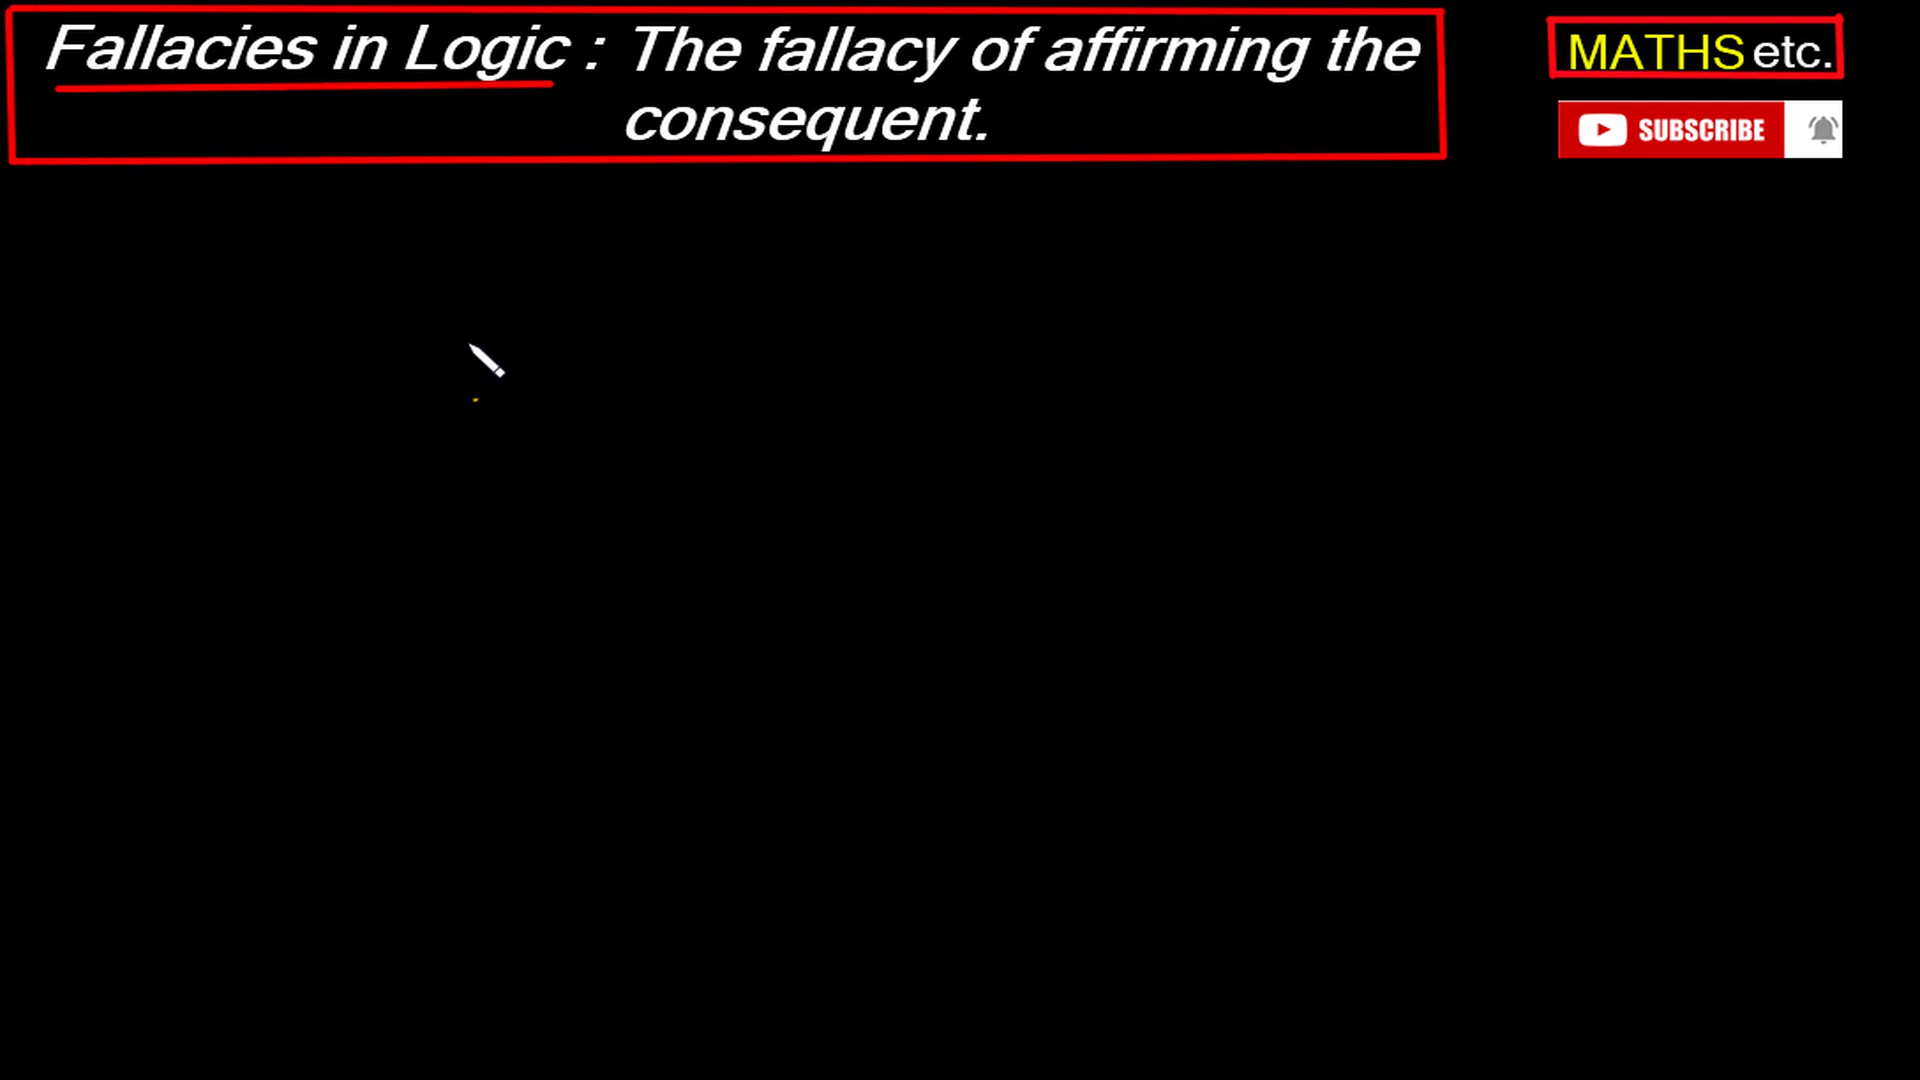 Fallacies in Logic : The fallacy of affirming the
consequent.
MATHS etc.
SUBSCRIBE